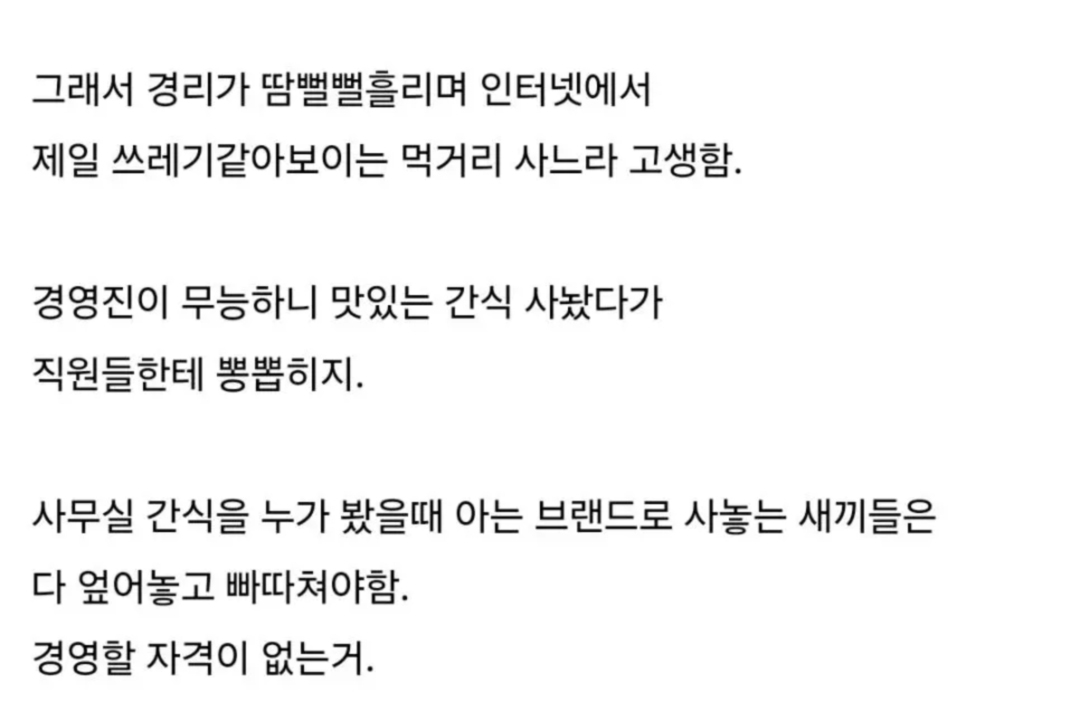 그래서 경리가 땀뻘뻘흘리며 인터넷에서
제일 쓰레기같아보이는 먹거리 사느라 고생함.
경영진이 무능하니 맛있는 간식 사놨다가
직원들한테 뽕뽑히지.
사무실 간식을 누가 봤을때 아는 브랜드로 사놓는 새끼들은
다 엎어놓고 빠따쳐야함.
경영할 자격이 없는거.